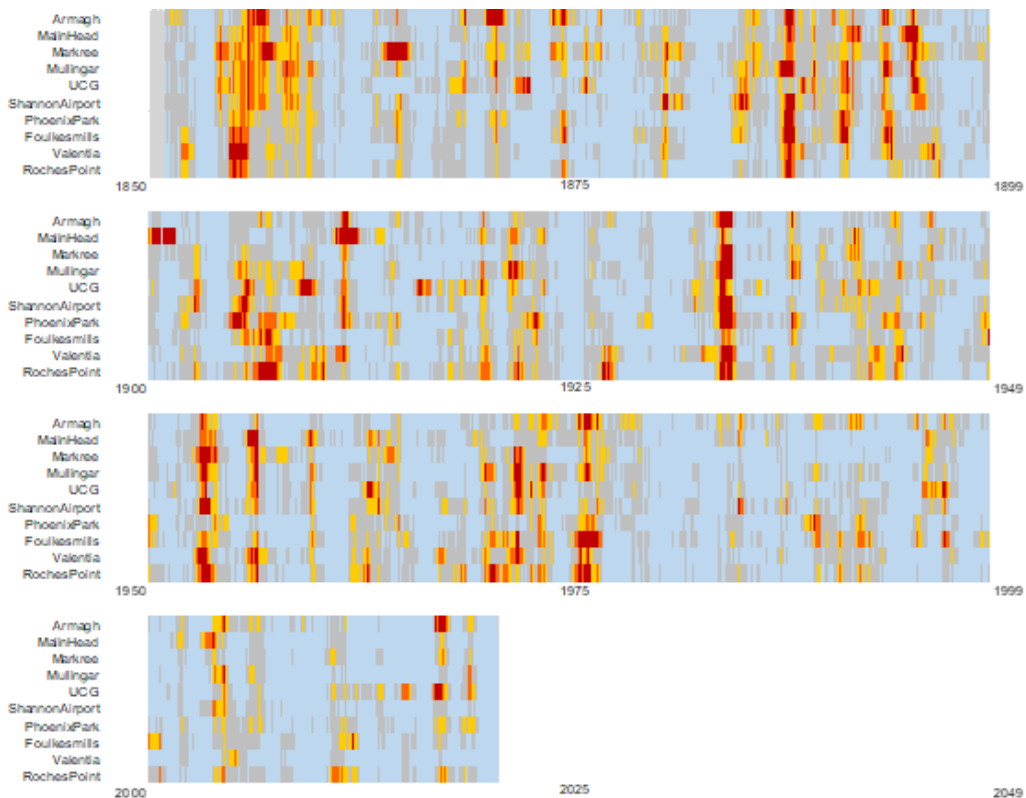 Armagh
MalinHead
Markree
Mullingar
UCG
ShannonAirport
PhoenixPark
Foulkesmills
Valentia
RochesPoint
1850 1875 1899
Armagh
MalinHead
Markree
Mullingar
UCG
ShannonAirport
PhoenixPark
Foulkesmills
Valentia
RochesPoint
1900 1925 1949
Armagh
MalinHead
Markree
Mullingar
UCG
ShannonAirport
PhoenixPark
Foulkesmills
Valentia
RochesPoint
1950 1975 1999
Armagh
MalinHead
Markree
Mullingar
UCG
ShannonAirport
PhoenixPark
Foulkesmills
Valentia
RochesPoint
2000 2025 2049